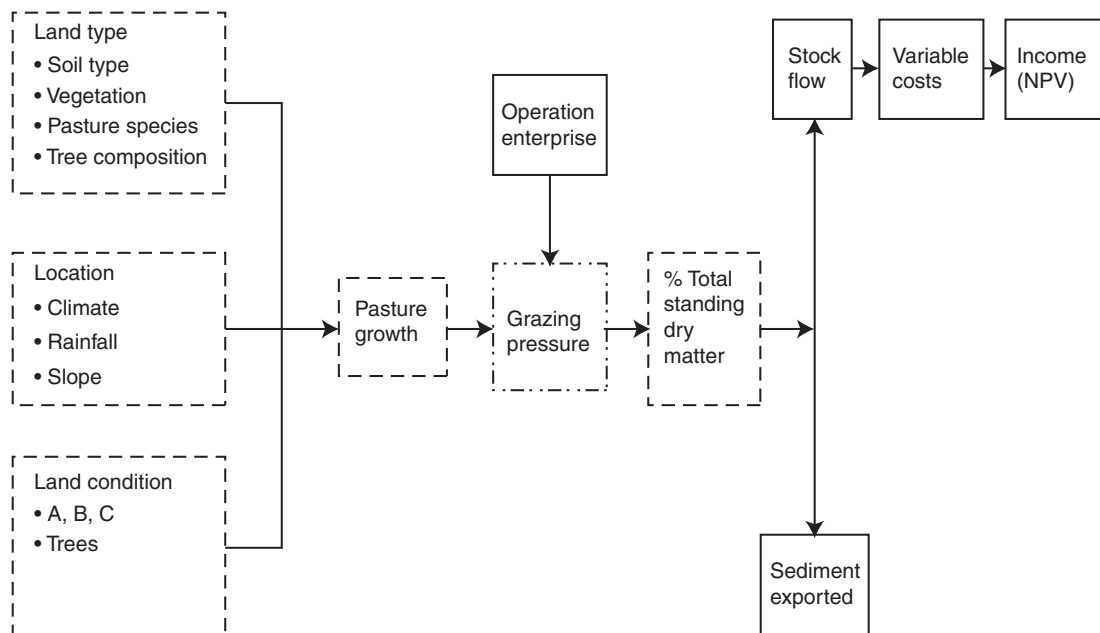 Land type
• Soil type
• Vegetation
• Pasture species
• Tree composition
Location
• Climate
• Rainfall
• Slope
Land condition
• A, B, C
• Trees
Pasture
growth
Operation
enterprise
Grazing
pressure
% Total
standing
dry
matter
Stock
flow
Variable
costs
Income
(NPV)
Sediment
exported